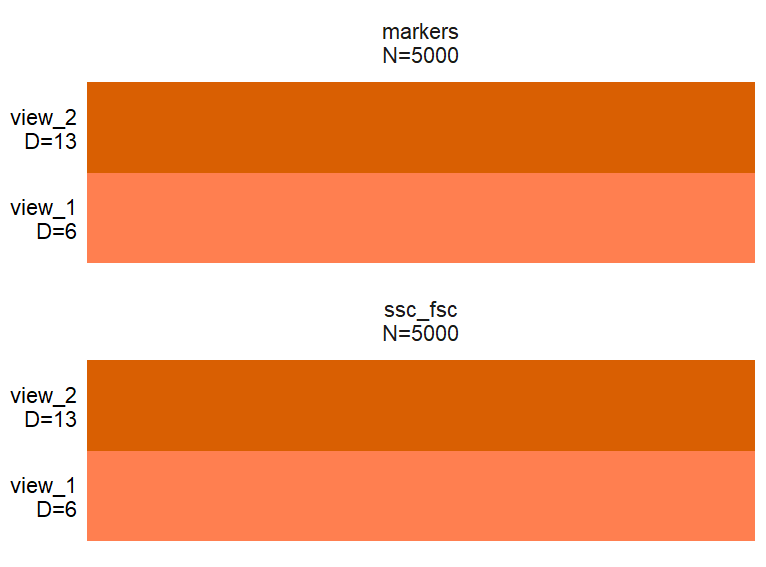 markers
N=5000
view_2
D=13
view_1
D=6
ssc_fsc
N=5000
view_2
D=13
view_1
D=6